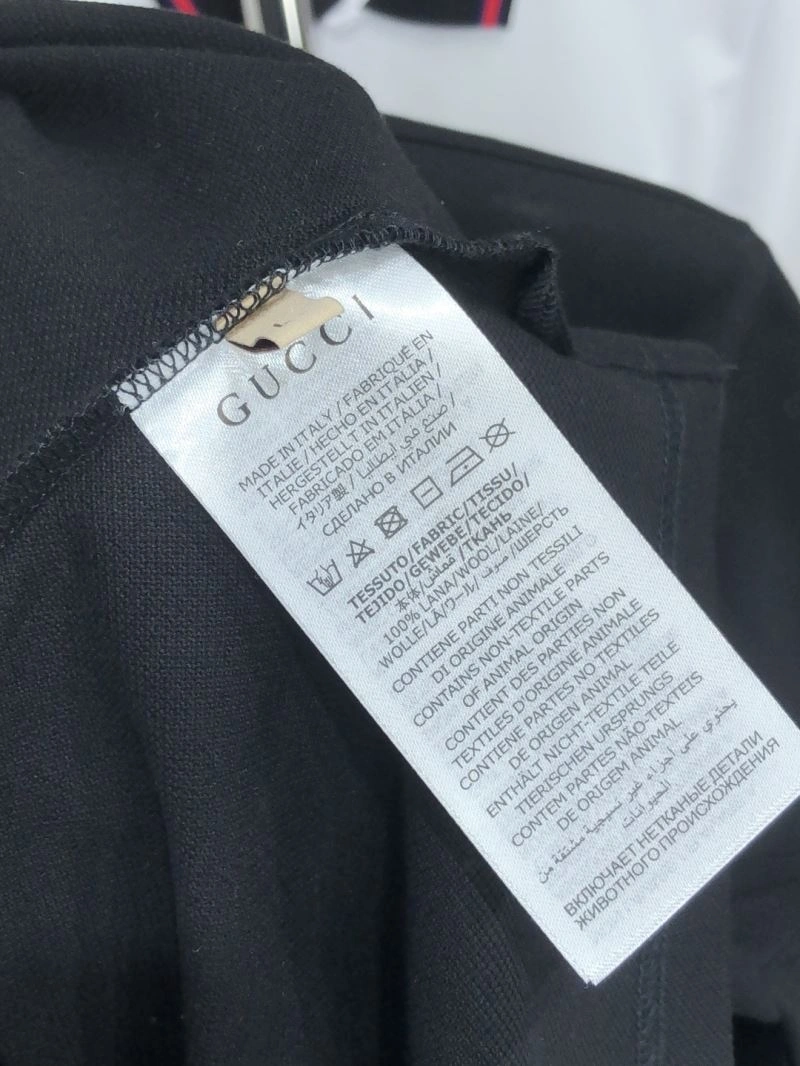 GUCCI
MADE IN ITALY / FABRIQUÉ EN
ITALIE / HECHO EN ITALIA /
HERGESTELLT IN ITALIEN/
FABRICADO EM ITÁLIA /
イタリア製 / صنع في إيطاليا /
СДЕЛАНО В ИТАЛИИ
TESSUTO/FABRIC/TISSU/
TEJIDO/GEWEBE/TECIDO/
本体/ قماش /ТКАНЬ
100% LANA/WOOL/LAINE/
WOLLE/LÃ/ウール/ صوف /ШЕРСТЬ
CONTIENE PARTI NON TESSILI
DI ORIGINE ANIMALE
CONTAINS NON-TEXTILE PARTS
OF ANIMAL ORIGIN
CONTIENT DES PARTIES NON
TEXTILES D'ORIGINE ANIMALE
CONTIENE PARTES NO TEXTILES
DE ORIGEN ANIMAL
ENTHÄLT NICHT-TEXTILE TEILE
TIERISCHEN URSPRUNGS
CONTEM PARTES NÃO-TEXTEIS
DE ORIGEM ANIMAL
يحتوي على أجزاء غير نسيجية مشتقة من
الحيوانات
ВКЛЮЧАЕТ НЕТКАНЫЕ ДЕТАЛИ
ЖИВОТНОГО ПРОИСХОЖДЕНИЯ